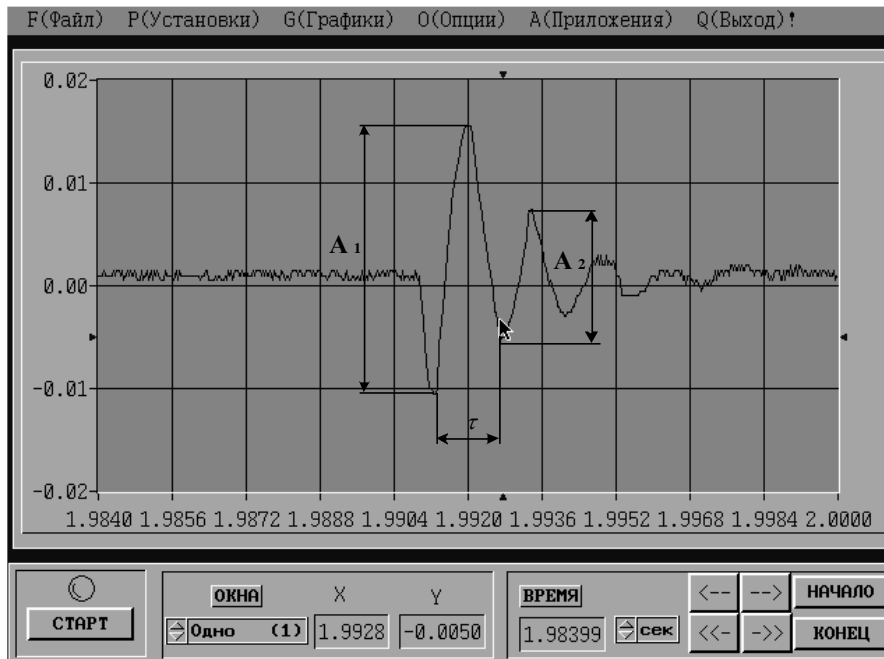 F(Файл) P(Установки) G(Графики) O(Опции) A(Приложения) Q(Выход)!
0.02
0.01
A 1
A 2
0.00
-0.01
τ
-0.02
1.9840 1.9856 1.9872 1.9888 1.9904 1.9920 1.9936 1.9952 1.9968 1.9984 2.0000
ОКНА X Y
ВРЕМЯ <-- --> НАЧАЛО
СТАРТ
Одно (1) 1.9928 -0.0050
1.98399 сек <<- ->> КОНЕЦ